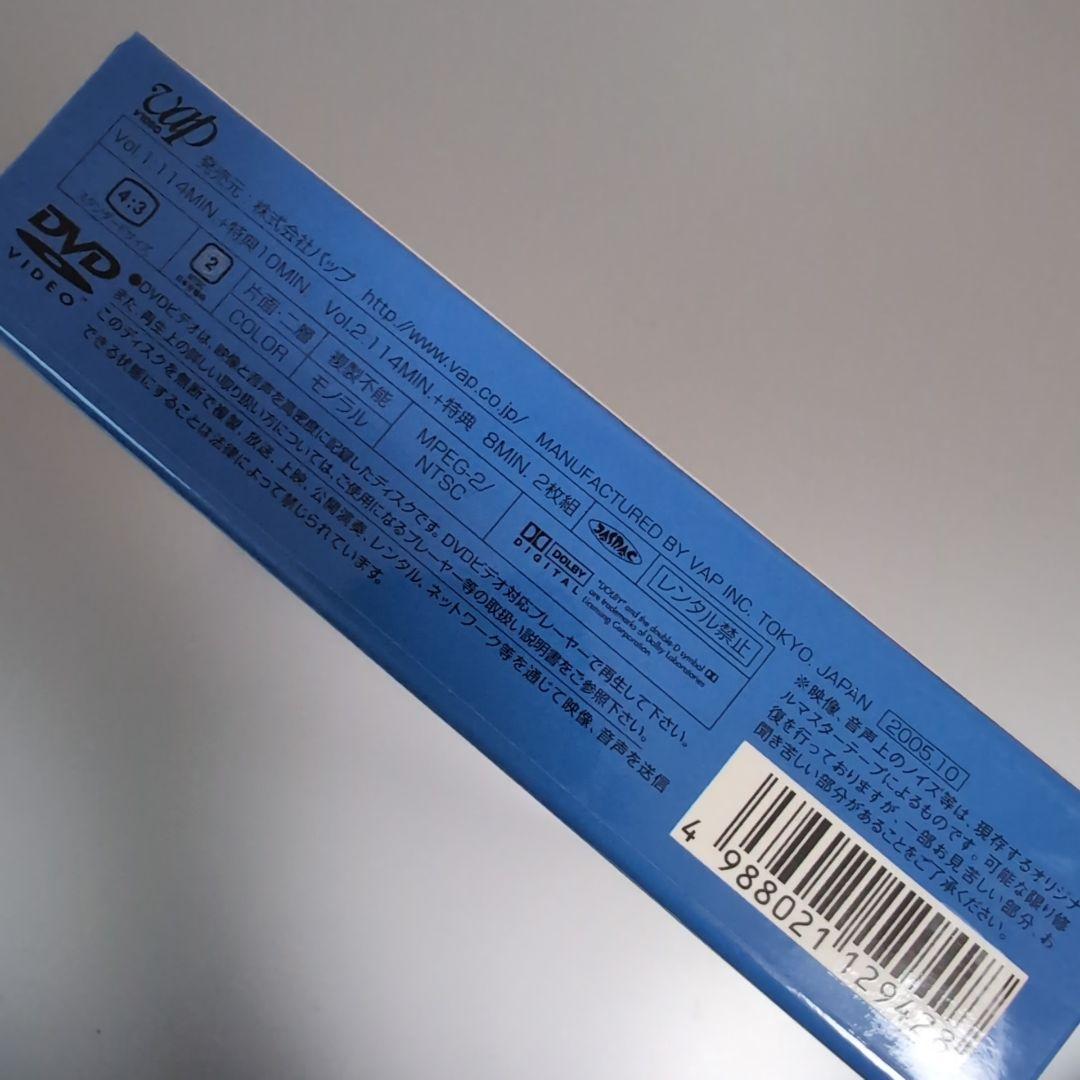 vap
VIDEO
発売元:株式会社バップ http://www.vap.co.jp/ MANUFACTURED BY VAP INC. TOKYO, JAPAN 2005.10
Vol.1:114MIN.+特典10MIN. Vol.2:114MIN.+特典 8MIN. 2枚組
JASRAC
レンタル禁止
4:3
スタンダードサイズ
2
NTSC
日本市場向
片面・二層
COLOR
複製不能
モノラル
MPEG-2/
NTSC
DOLBY
DIGITAL
"DOLBY" and the double-D symbol
are trademarks of Dolby Laboratories
Licensing Corporation.
DVD
VIDEO
●DVDビデオは、映像と音声を高密度に記録したディスクです。DVDビデオ対応プレーヤーで再生して下さい。
また、再生上の詳しい取り扱い方については、ご使用になるプレーヤー等の取扱い説明書をご参照下さい。
このディスクを無断で複製、放送、上映、公開演奏、レンタル、ネットワーク等を通じて映像、音声を送信
できる状態にすることは法律によって禁じられています。
※映像、音声上のノイズ等は、現存するオリジナ
ルマスターテープによるものです。可能な限り修
復を行っておりますが、一部お見苦しい部分、お
聞き苦しい部分があることをご了承ください。
4 988021 129428